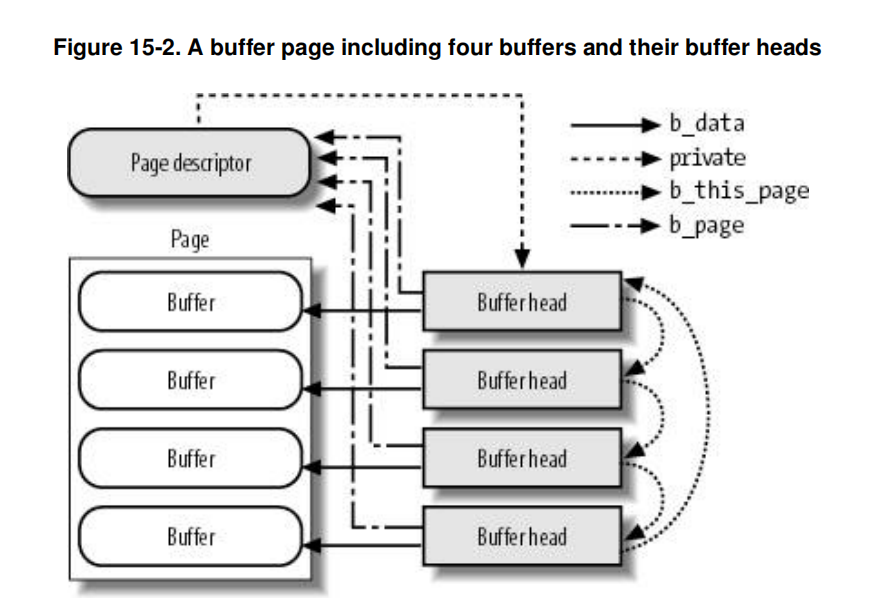 Figure 15-2. A buffer page including four buffers and their buffer heads
Page descriptor
b_data
private
b_this_page
b_page
Page
Buffer
Buffer head
Buffer
Buffer head
Buffer
Buffer head
Buffer
Buffer head